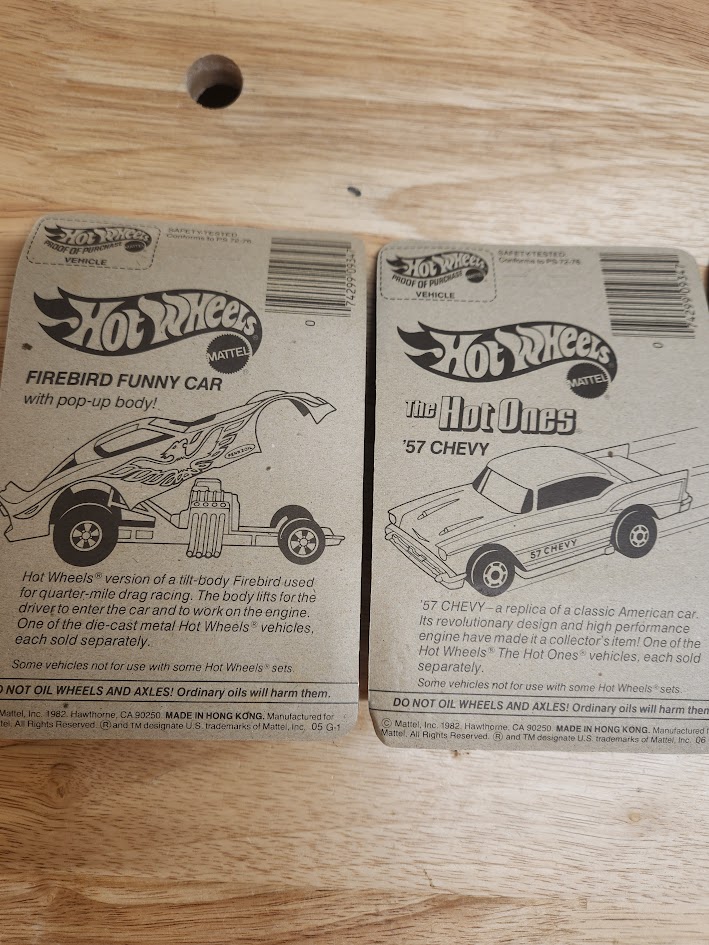 Hot Wheels
PROOF OF PURCHASE
MATTEL
VEHICLE
SAFETY-TESTED
Conforms to PS 72-76.
0
74299 09347
Hot Wheels
MATTEL
FIREBIRD FUNNY CAR
with pop-up body!
Hot Wheels® version of a tilt-body Firebird used
for quarter-mile drag racing. The body lifts for the
driver to enter the car and to work on the engine.
One of the die-cast metal Hot Wheels® vehicles,
each sold separately.
Some vehicles not for use with some Hot Wheels® sets.
O NOT OIL WHEELS AND AXLES! Ordinary oils will harm them.
Mattel, Inc. 1982. Hawthorne, CA 90250. MADE IN HONG KONG. Manufactured for
tel. All Rights Reserved. Ⓡ and TM designate U.S. trademarks of Mattel, Inc. 05 G-1
Hot Wheels
PROOF OF PURCHASE
MATTEL
VEHICLE
SAFETY-TESTED
Conforms to PS 72-76.
0
74299 09347
Hot Wheels
MATTEL
The Hot Ones
'57 CHEVY
57 CHEVY
'57 CHEVY—a replica of a classic American car.
Its revolutionary design and high performance
engine have made it a collector's item! One of the
Hot Wheels® The Hot Ones® vehicles, each sold
separately.
Some vehicles not for use with some Hot Wheels® sets.
DO NOT OIL WHEELS AND AXLES! Ordinary oils will harm them
© Mattel, Inc. 1982. Hawthorne, CA 90250. MADE IN HONG KONG. Manufactured f
Mattel. All Rights Reserved. Ⓡ and TM designate U.S. trademarks of Mattel, Inc. 06